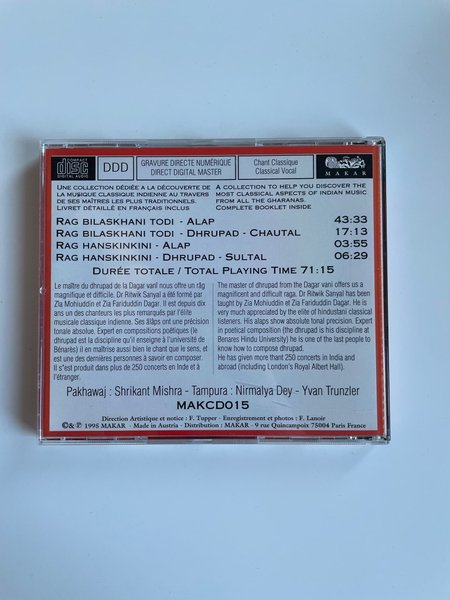 COMPACT
disc
DIGITAL AUDIO
DDD
GRAVURE DIRECTE NUMÉRIQUE
DIRECT DIGITAL MASTER
Chant Classique
Classical Vocal
MAKAR
UNE COLLECTION DÉDIÉE A LA DÉCOUVERTE DE
LA MUSIQUE CLASSIQUE INDIENNE AU TRAVERS
DE SES MAÎTRES LES PLUS TRADITIONNELS.
LIVRET DÉTAILLÉ EN FRANÇAIS INCLUS
A COLLECTION TO HELP YOU DISCOVER THE
MOST CLASSICAL ASPECTS OF INDIAN MUSIC
FROM ALL THE GHARANAS.
COMPLETE BOOKLET INSIDE
RAG BILASKHANI TODI - ALAP 43:33
RAG BILASKHANI TODI - DHRUPAD - CHAUTAL 17:13
RAG HANSKINKINI - ALAP 03:55
RAG HANSKINKINI - DHRUPAD - SULTAL 06:29
DURÉE TOTALE / TOTAL PLAYING TIME 71:15
Le maître du dhrupad de la Dagar vanî nous offre un râg
magnifique et difficile. Dr Ritwik Sanyal a été formé par
Zia Mohiuddin et Zia Fariduddin Dagar. Il est depuis dix
ans un des chanteurs les plus remarqués par l'élite
musicale classique indienne. Ses âlâps ont une précision
tonale absolue. Expert en compositions poétiques (le
dhrupad est la discipline qu'il enseigne à l'université de
Bénarès) il en maîtrise aussi bien le chant, la science, et
est une des dernières personnes à savoir en composer.
Il s'est produit dans plus de 250 concerts en Inde et à
l'étranger.
The master of dhrupad from the Dagar vani offers us a
magnificent and difficult raga. Dr Ritwik Sanyal has been
taught by Zia Mohiuddin and Zia Fariduddin Dagar. He is
very much appreciated by the elite of hindustani classical
listeners. His alaps show absolute tonal precision. Expert
in poetical composition (the dhrupad is his discipline at
Benares Hindu University) he is one of the last people to
know how to compose dhrupad.
He has given more thant 250 concerts in India and
abroad (including London's Royal Albert Hall).
Pakhawaj : Shrikant Mishra - Tampura : Nirmalya Dey - Yvan Trunzler
MAKCD015
Direction Artistique et notice : F. Tupper - Enregistrement et photos : F. Lanoir
©& ℗ 1995 MAKAR - Made in Austria - Distribution : MAKAR - 9 rue Quincampoix 75004 Paris France